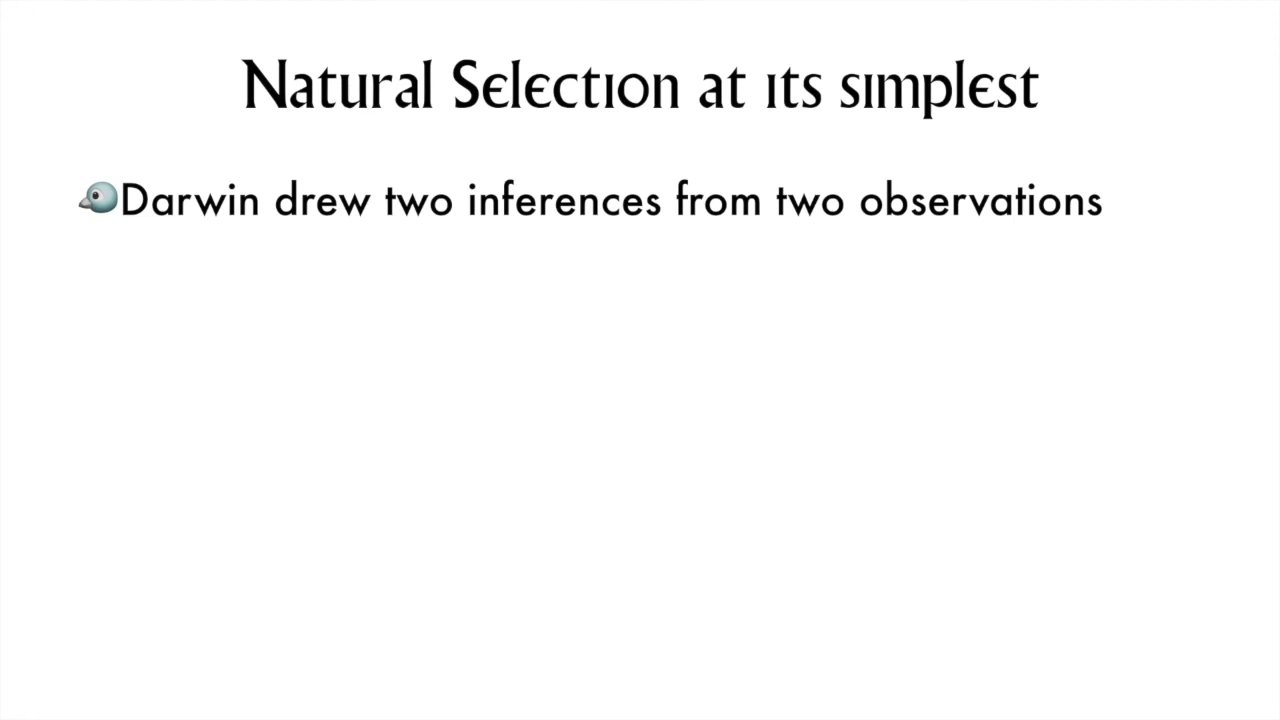 Natural Selection at its simplest
Darwin drew two inferences from two observations